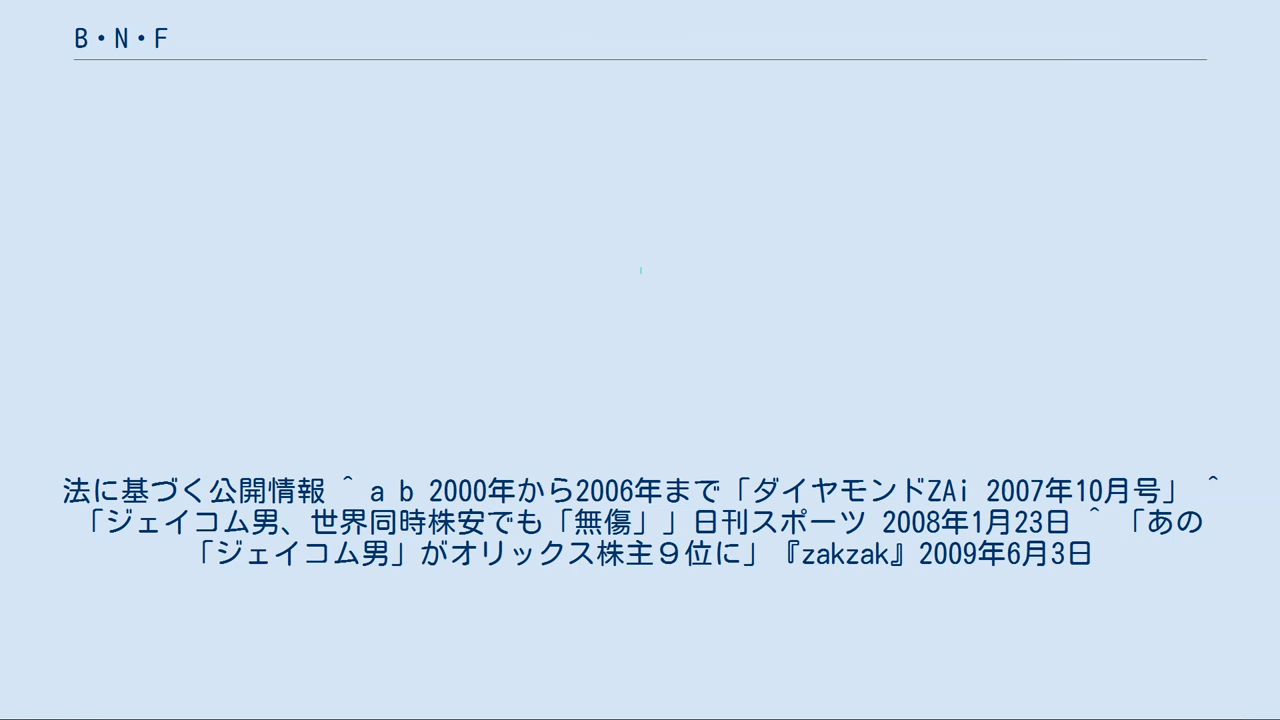 B・N・F
法に基づく公開情報 ^ a b 2000年から2006年まで「ダイヤモンドZAi 2007年10月号」 ^
「ジェイコム男、世界同時株安でも「無傷」」日刊スポーツ 2008年1月23日 ^ 「あの
「ジェイコム男」がオリックス株主９位に」『zakzak』2009年6月3日